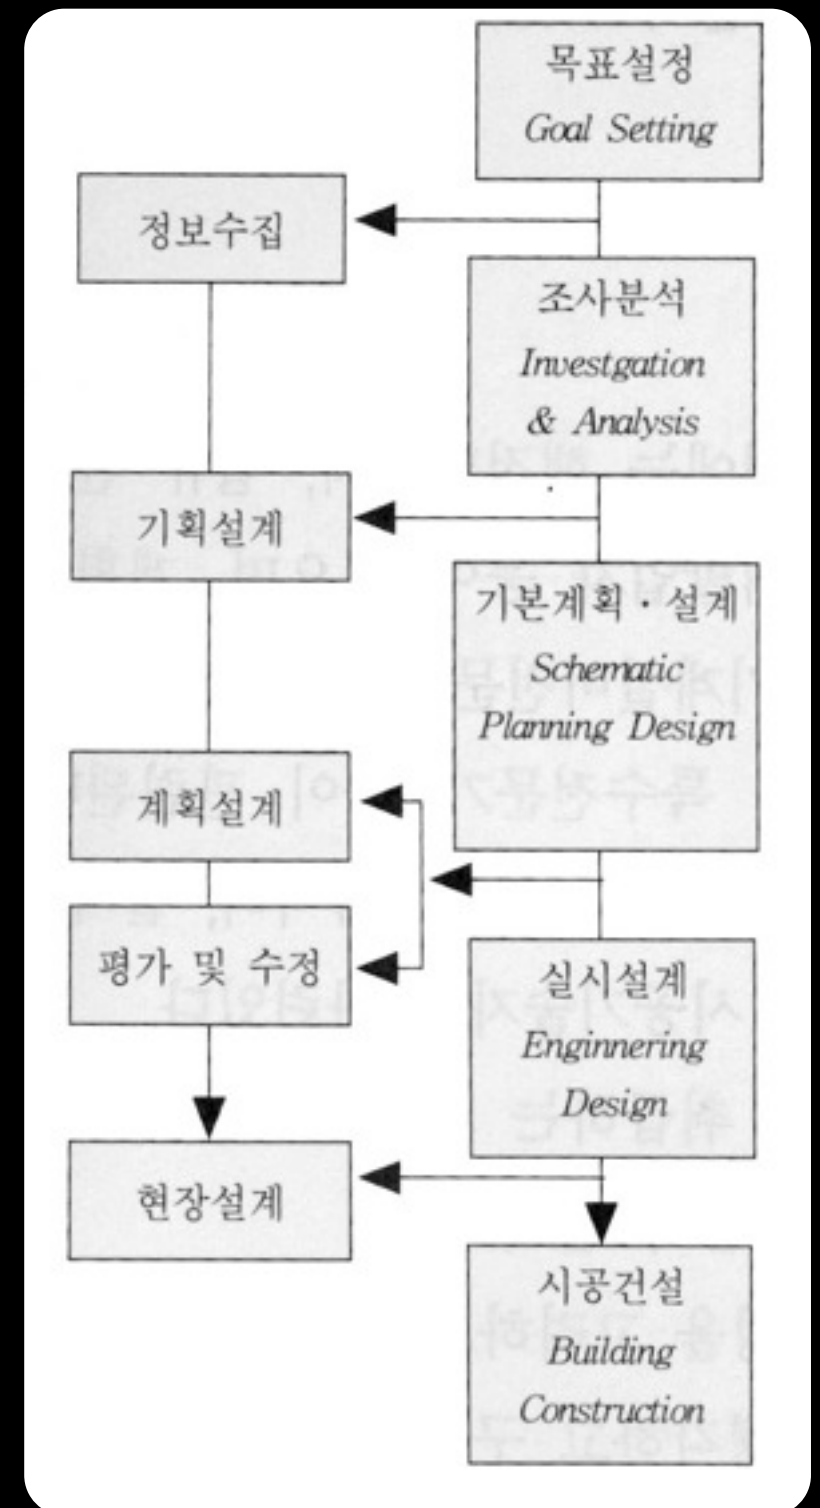 목표설정
Goal Setting
정보수집
조사분석
Investgation
& Analysis
기획설계
기본계획 · 설계
Schematic
Planning Design
계획설계
평가 및 수정
실시설계
Enginnering
Design
현장설계
시공건설
Building
Construction